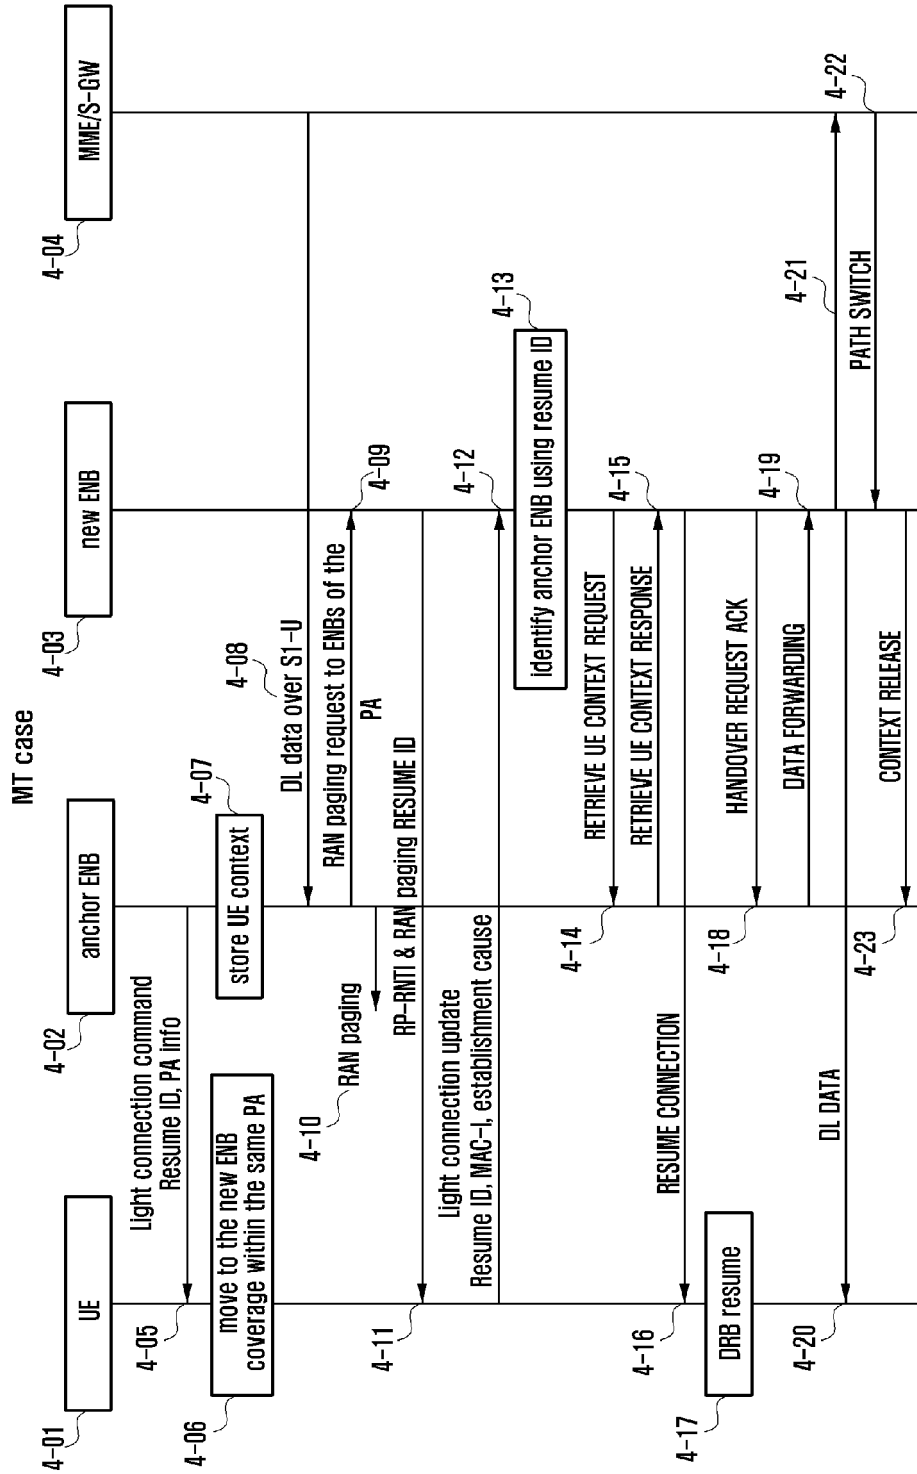 MT case
4-01
UE
4-02
anchor ENB
4-03
new ENB
4-04
MME/S-GW
4-05
Light connection command
Resume ID, PA info
4-06
move to the new ENB
coverage within the same PA
4-07
store UE context
4-08
DL data over S1-U
4-09
RAN paging request to ENBs of the
PA
4-10
RAN paging
4-11
RP-RNTI & RAN paging RESUME ID
4-12
Light connection update
Resume ID, MAC-I, establishment cause
4-13
identify anchor ENB using resume ID
4-14
RETRIEVE UE CONTEXT REQUEST
4-15
RETRIEVE UE CONTEXT RESPONSE
4-16
RESUME CONNECTION
4-17
DRB resume
4-18
HANDOVER REQUEST ACK
4-19
DATA FORWARDING
4-20
DL DATA
4-21
PATH SWITCH
4-22
4-23
CONTEXT RELEASE